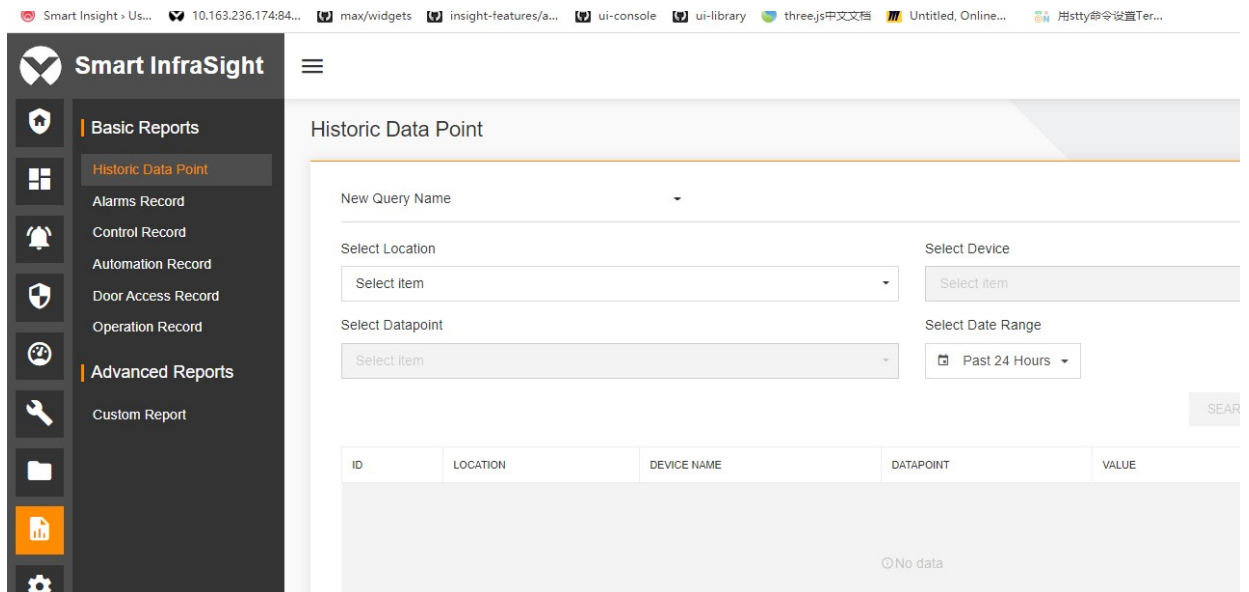 Smart Insight › Us... 10.163.236.174:84... max/widgets insight-features/a... ui-console ui-library three.js中文文档 Untitled, Online... 用stty命令设置Ter...
Smart InfraSight
Basic Reports
Historic Data Point
Alarms Record
Control Record
Automation Record
Door Access Record
Operation Record
Advanced Reports
Custom Report
Historic Data Point
New Query Name
Select Location
Select Device
Select item
Select item
Select Datapoint
Select Date Range
Select item
Past 24 Hours
SEAR
ID LOCATION DEVICE NAME DATAPOINT VALUE
No data